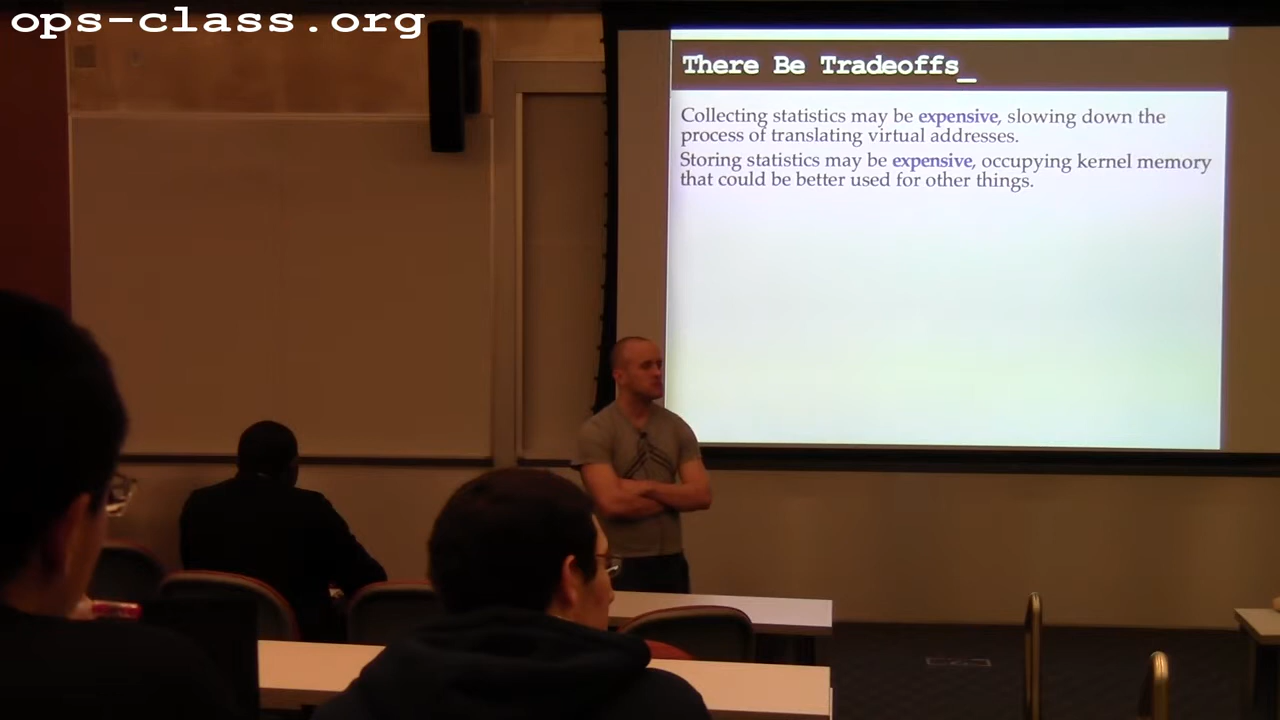 ops-class.org
There Be Tradeoffs_
Collecting statistics may be expensive, slowing down the
process of translating virtual addresses.
Storing statistics may be expensive, occupying kernel memory
that could be better used for other things.